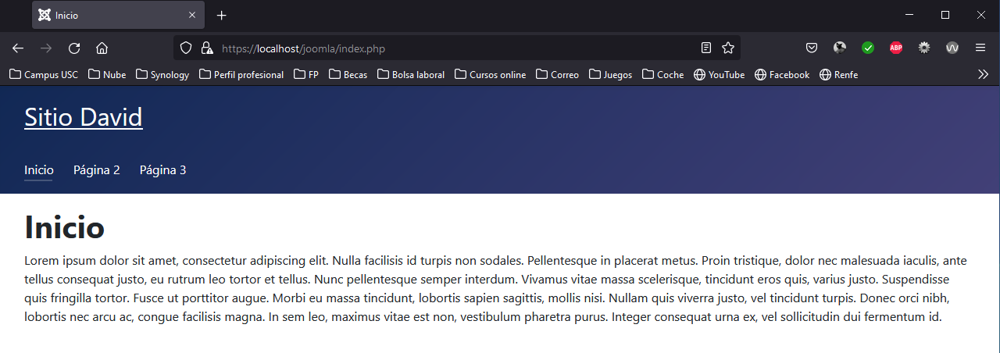 Inicio
https://localhost/joomla/index.php
ABP
Campus USC Nube Synology Perfil profesional FP Becas Bolsa laboral Cursos online Correo Juegos Coche YouTube Facebook Renfe
Sitio David
Inicio Página 2 Página 3
Inicio
Lorem ipsum dolor sit amet, consectetur adipiscing elit. Nulla facilisis id turpis non sodales. Pellentesque in placerat metus. Proin tristique, dolor nec malesuada iaculis, ante
tellus consequat justo, eu rutrum leo tortor et tellus. Nunc pellentesque semper interdum. Vivamus vitae massa scelerisque, tincidunt eros quis, varius justo. Suspendisse
quis fringilla tortor. Fusce ut porttitor augue. Morbi eu massa tincidunt, lobortis sapien sagittis, mollis nisi. Nullam quis viverra justo, vel tincidunt turpis. Donec orci nibh,
lobortis nec arcu ac, congue facilisis magna. In sem leo, maximus vitae est non, vestibulum pharetra purus. Integer consequat urna ex, vel sollicitudin dui fermentum id.